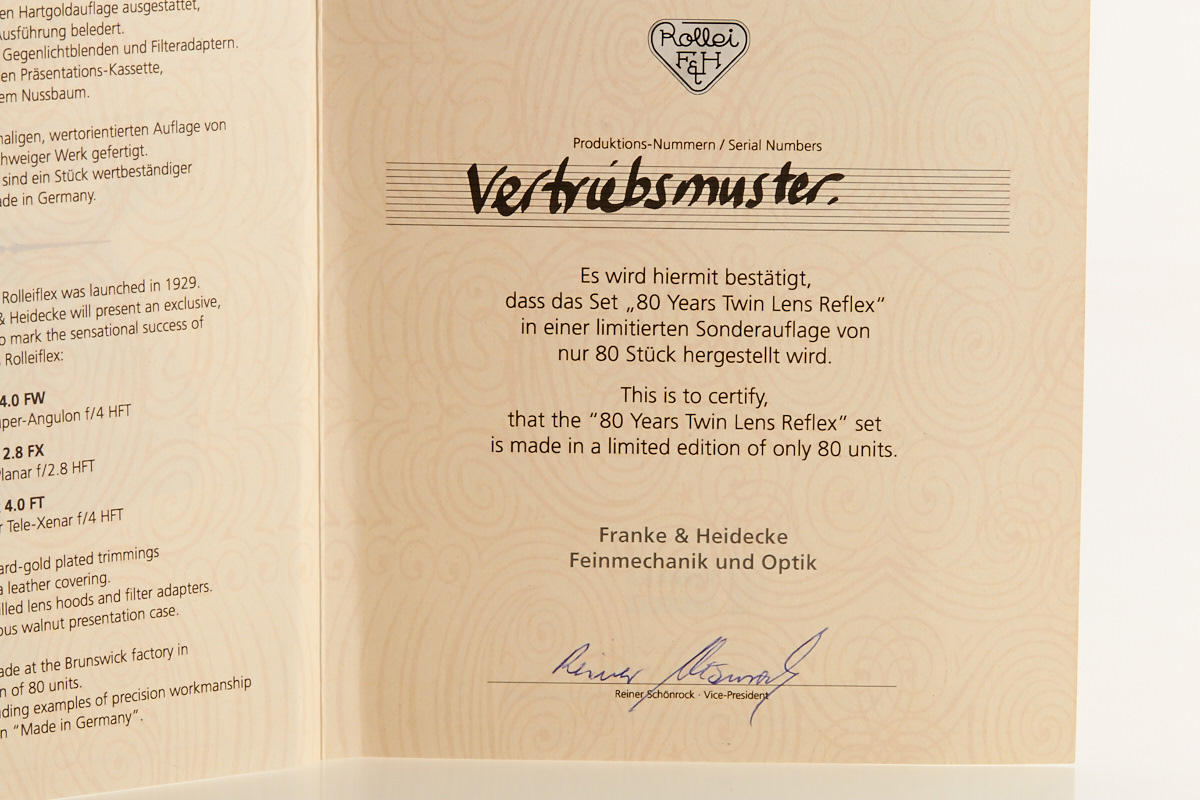 en Hartgoldauflage ausgestattet,
Ausführung beledert.
Gegenlichtblenden und Filteradaptern.
en Präsentations-Kassette,
em Nussbaum.
maligen, wertorientierten Auflage von
hweiger Werk gefertigt.
sind ein Stück wertbeständiger
ade in Germany.
Rolleiflex was launched in 1929.
& Heidecke will present an exclusive,
o mark the sensational success of
Rolleiflex:
4.0 FW
uper-Angulon f/4 HFT
2.8 FX
Planar f/2.8 HFT
4.0 FT
r Tele-Xenar f/4 HFT
ard-gold plated trimmings
a leather covering.
illed lens hoods and filter adapters.
ous walnut presentation case.
ade at the Brunswick factory in
n of 80 units.
ding examples of precision workmanship
n “Made in Germany”.
Rollei
F&H
Produktions-Nummern / Serial Numbers
Vertriebsmuster.
Es wird hiermit bestätigt,
dass das Set „80 Years Twin Lens Reflex“
in einer limitierten Sonderauflage von
nur 80 Stück hergestellt wird.
This is to certify,
that the “80 Years Twin Lens Reflex” set
is made in a limited edition of only 80 units.
Franke & Heidecke
Feinmechanik und Optik
Reiner Schönrock
Reiner Schönrock · Vice-President